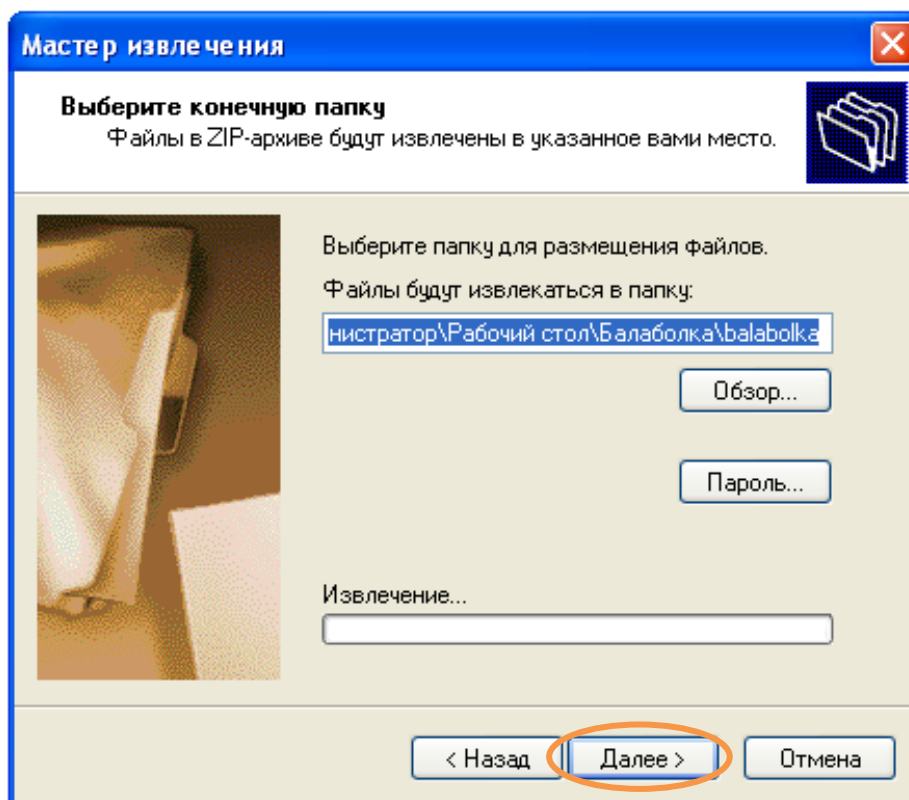 Мастер извлечения
Выберите конечную папку
Файлы в ZIP-архиве будут извлечены в указанное вами место.
Выберите папку для размещения файлов.
Файлы будут извлекаться в папку:
нистратор\Рабочий стол\Балаболка\balabolka
Обзор...
Пароль...
Извлечение...
< Назад
Далее >
Отмена